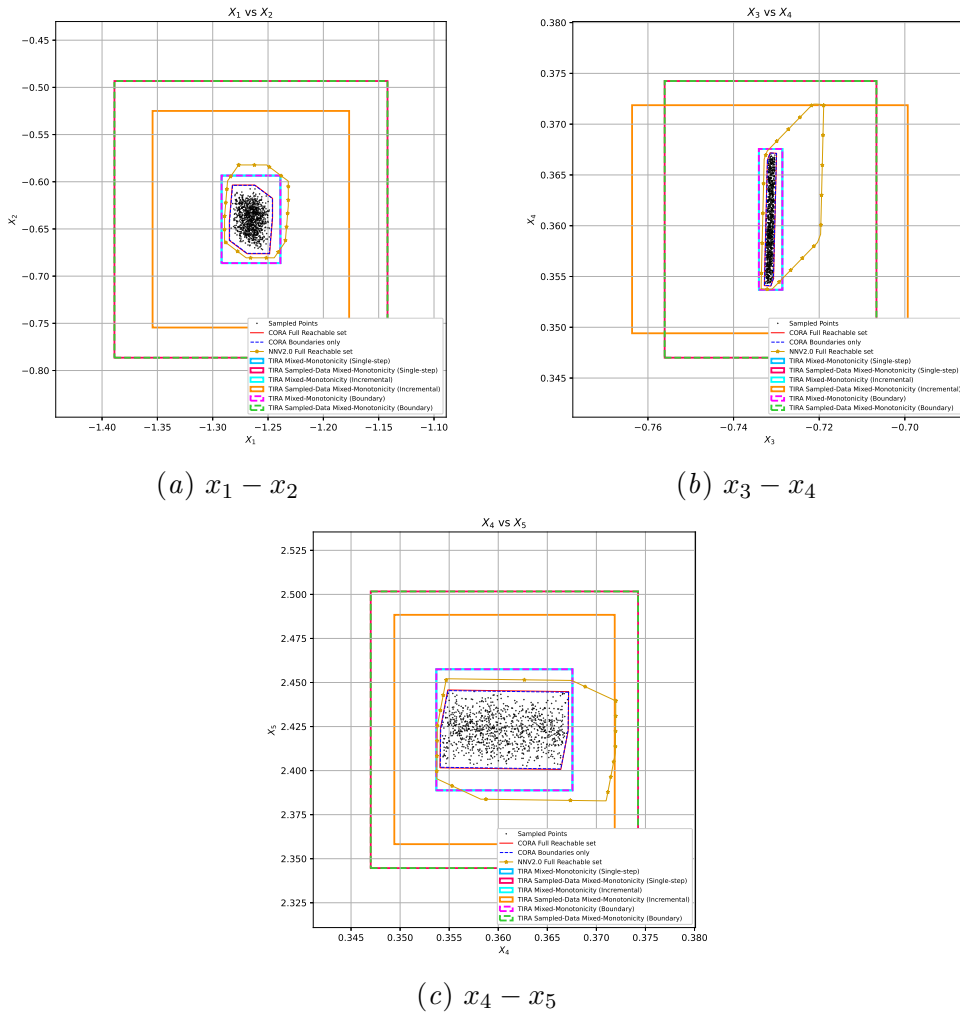 X1 vs X2
−0.45
−0.50
−0.55
−0.60
X2
−0.65
−0.70
−0.75
−0.80
Sampled Points
CORA Full Reachable set
CORA Boundaries only
NNV2.0 Full Reachable set
TIRA Mixed-Monotonicity (Single-step)
TIRA Sampled-Data Mixed-Monotonicity (Single-step)
TIRA Mixed-Monotonicity (Incremental)
TIRA Sampled-Data Mixed-Monotonicity (Incremental)
TIRA Mixed-Monotonicity (Boundary)
TIRA Sampled-Data Mixed-Monotonicity (Boundary)
−1.40 −1.35 −1.30 −1.25 −1.20 −1.15 −1.10
X1
(a) x1 − x2
X3 vs X4
0.380
0.375
0.370
0.365
X4
0.360
0.355
0.350
0.345
Sampled Points
CORA Full Reachable set
CORA Boundaries only
NNV2.0 Full Reachable set
TIRA Mixed-Monotonicity (Single-step)
TIRA Sampled-Data Mixed-Monotonicity (Single-step)
TIRA Mixed-Monotonicity (Incremental)
TIRA Sampled-Data Mixed-Monotonicity (Incremental)
TIRA Mixed-Monotonicity (Boundary)
TIRA Sampled-Data Mixed-Monotonicity (Boundary)
−0.76 −0.74 −0.72 −0.70
X3
(b) x3 − x4
X4 vs X5
2.525
2.500
2.475
2.450
X5
2.425
2.400
2.375
2.350
2.325
Sampled Points
CORA Full Reachable set
CORA Boundaries only
NNV2.0 Full Reachable set
TIRA Mixed-Monotonicity (Single-step)
TIRA Sampled-Data Mixed-Monotonicity (Single-step)
TIRA Mixed-Monotonicity (Incremental)
TIRA Sampled-Data Mixed-Monotonicity (Incremental)
TIRA Mixed-Monotonicity (Boundary)
TIRA Sampled-Data Mixed-Monotonicity (Boundary)
0.345 0.350 0.355 0.360 0.365 0.370 0.375 0.380
X4
(c) x4 − x5